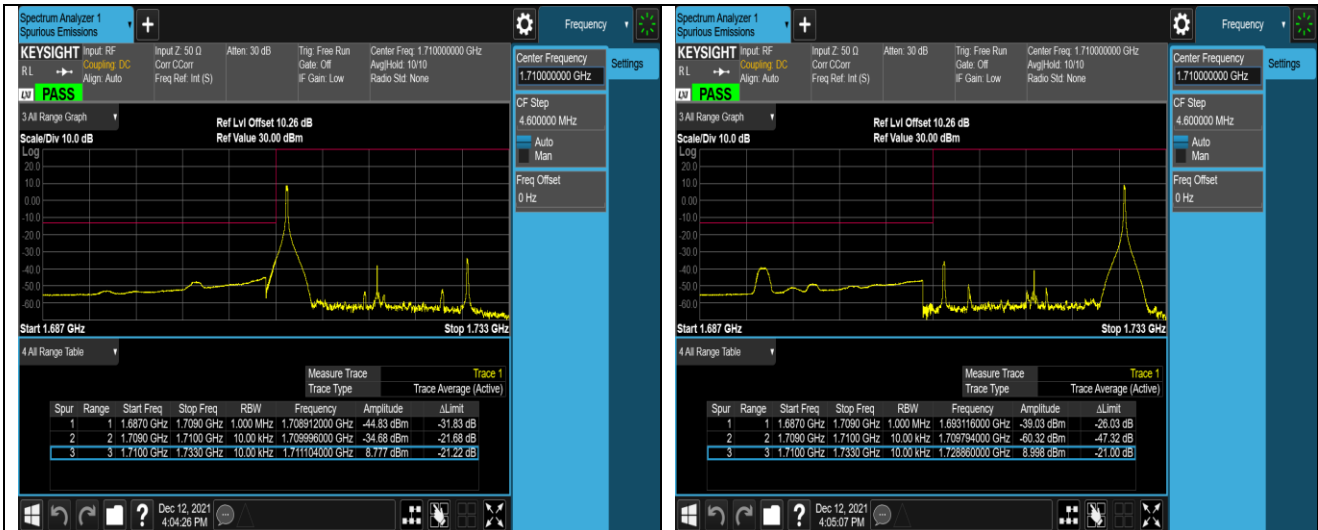 Spectrum Analyzer 1
Spurious Emissions
+
Frequency
KEYSIGHT Input: RF Input Z: 50 Ω Atten: 30 dB Trig: Free Run Center Freq: 1.710000000 GHz
RL Coupling: DC Corr CCorr Gate: Off Avg|Hold: 10/10
Align: Auto Freq Ref: Int (S) IF Gain: Low Radio Std: None
LXI PASS
Center Frequency
1.710000000 GHz
Settings
CF Step
4.600000 MHz
Auto
Man
Freq Offset
0 Hz
3 All Range Graph
Ref Lvl Offset 10.26 dB
Scale/Div 10.0 dB Ref Value 30.00 dBm
Log
20.0
10.0
0.00
-10.0
-20.0
-30.0
-40.0
-50.0
-60.0
Start 1.687 GHz Stop 1.733 GHz
4 All Range Table
Measure Trace Trace 1
Trace Type Trace Average (Active)
Spur Range Start Freq Stop Freq RBW Frequency Amplitude ΔLimit
1 1 1.6870 GHz 1.7090 GHz 1.000 MHz 1.708912000 GHz -44.83 dBm -31.83 dB
2 2 1.7090 GHz 1.7100 GHz 10.00 kHz 1.709996000 GHz -34.68 dBm -21.68 dB
3 3 1.7100 GHz 1.7330 GHz 10.00 kHz 1.711104000 GHz 8.777 dBm -21.22 dB
? Dec 12, 2021
4:04:26 PM
Spectrum Analyzer 1
Spurious Emissions
+
Frequency
KEYSIGHT Input: RF Input Z: 50 Ω Atten: 30 dB Trig: Free Run Center Freq: 1.710000000 GHz
RL Coupling: DC Corr CCorr Gate: Off Avg|Hold: 10/10
Align: Auto Freq Ref: Int (S) IF Gain: Low Radio Std: None
LXI PASS
Center Frequency
1.710000000 GHz
Settings
CF Step
4.600000 MHz
Auto
Man
Freq Offset
0 Hz
3 All Range Graph
Ref Lvl Offset 10.26 dB
Scale/Div 10.0 dB Ref Value 30.00 dBm
Log
20.0
10.0
0.00
-10.0
-20.0
-30.0
-40.0
-50.0
-60.0
Start 1.687 GHz Stop 1.733 GHz
4 All Range Table
Measure Trace Trace 1
Trace Type Trace Average (Active)
Spur Range Start Freq Stop Freq RBW Frequency Amplitude ΔLimit
1 1 1.6870 GHz 1.7090 GHz 1.000 MHz 1.693116000 GHz -39.03 dBm -26.03 dB
2 2 1.7090 GHz 1.7100 GHz 10.00 kHz 1.709794000 GHz -60.32 dBm -47.32 dB
3 3 1.7100 GHz 1.7330 GHz 10.00 kHz 1.728860000 GHz 8.998 dBm -21.00 dB
? Dec 12, 2021
4:05:07 PM